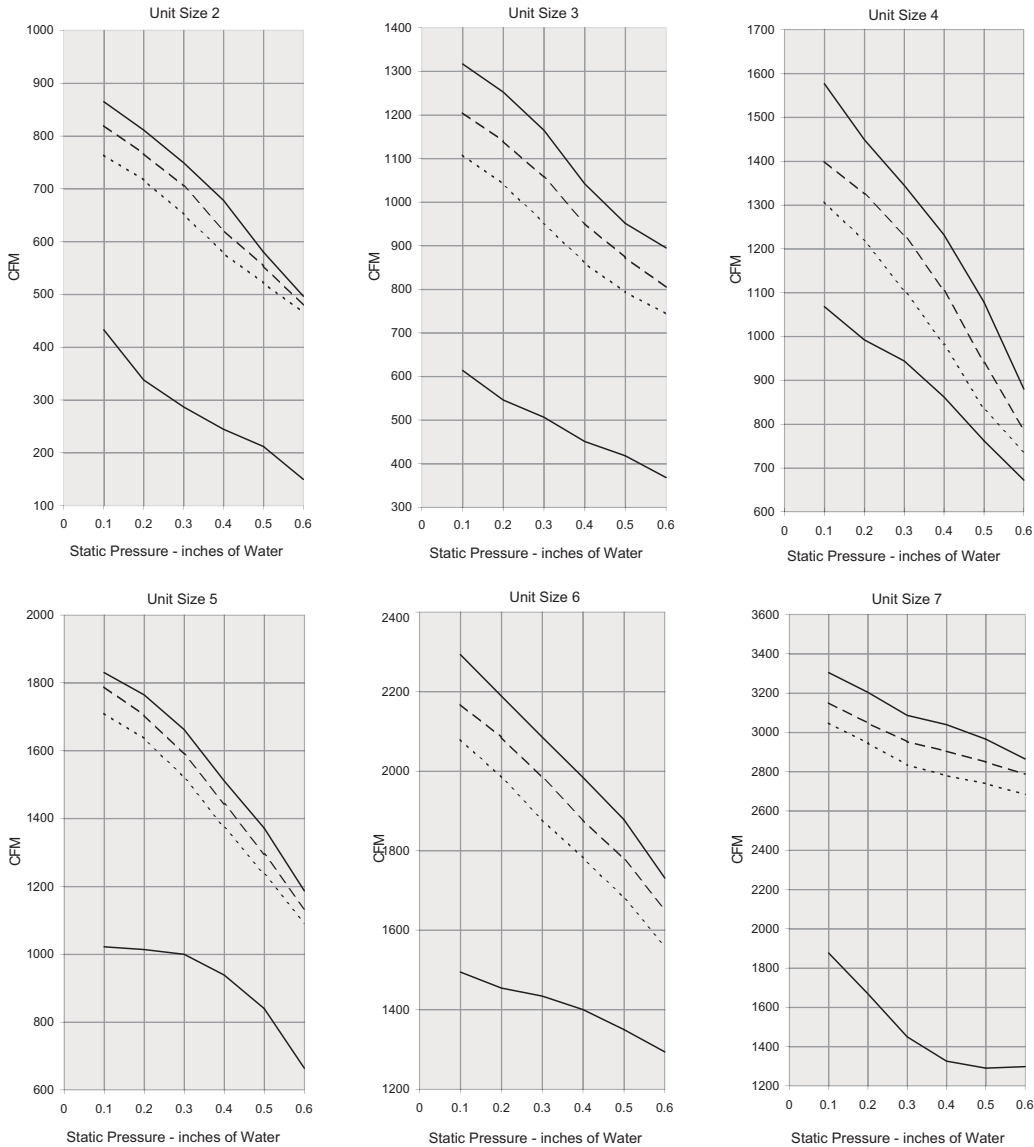 Unit Size 2
1000
900
800
700
600
500
400
300
200
100
CFM
0 0.1 0.2 0.3 0.4 0.5 0.6
Static Pressure - inches of Water
Unit Size 3
1400
1300
1200
1100
1000
900
800
700
600
500
400
300
CFM
0 0.1 0.2 0.3 0.4 0.5 0.6
Static Pressure - inches of Water
Unit Size 4
1700
1600
1500
1400
1300
1200
1100
1000
900
800
700
600
CFM
0 0.1 0.2 0.3 0.4 0.5 0.6
Static Pressure - inches of Water
Unit Size 5
2000
1800
1600
1400
1200
1000
800
600
CFM
0 0.1 0.2 0.3 0.4 0.5 0.6
Static Pressure - inches of Water
Unit Size 6
2400
2200
2000
1800
1600
1400
1200
CFM
0 0.1 0.2 0.3 0.4 0.5 0.6
Static Pressure - inches of Water
Unit Size 7
3600
3400
3200
3000
2800
2600
2400
2200
2000
1800
1600
1400
1200
CFM
0 0.1 0.2 0.3 0.4 0.5 0.6
Static Pressure - inches of Water